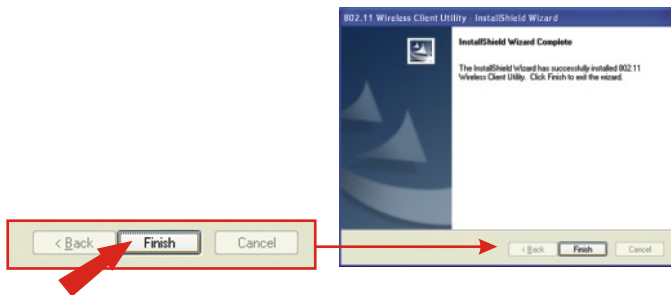 802.11 Wireless Client Utility - InstallShield Wizard
InstallShield Wizard Complete
The InstallShield Wizard has successfully installed 802.11
Wireless Client Utility. Click Finish to exit the wizard.
< Back Finish Cancel
< Back Finish Cancel